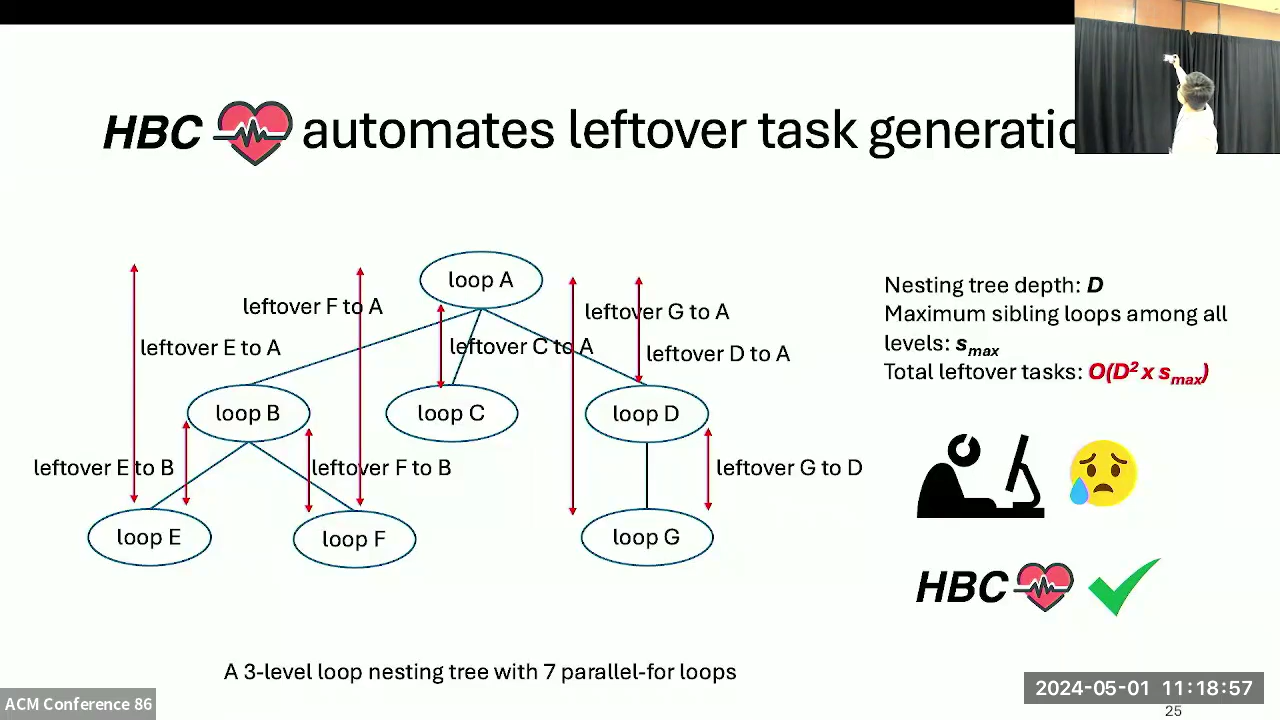 HBC automates leftover task generatio
loop A
leftover F to A
leftover G to A
leftover E to A
leftover C to A
leftover D to A
loop B
loop C
loop D
leftover E to B
leftover F to B
leftover G to D
loop E
loop F
loop G
A 3-level loop nesting tree with 7 parallel-for loops
Nesting tree depth: D
Maximum sibling loops among all
levels: smax
Total leftover tasks: O(D² x smax)
HBC
ACM Conference 86
2024-05-01 11:18:57
25